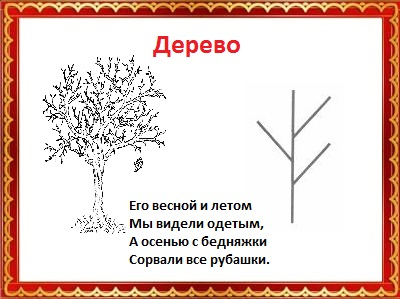 Дерево
Его весной и летом
Мы видели одетым,
А осенью с бедняжки
Сорвали все рубашки.